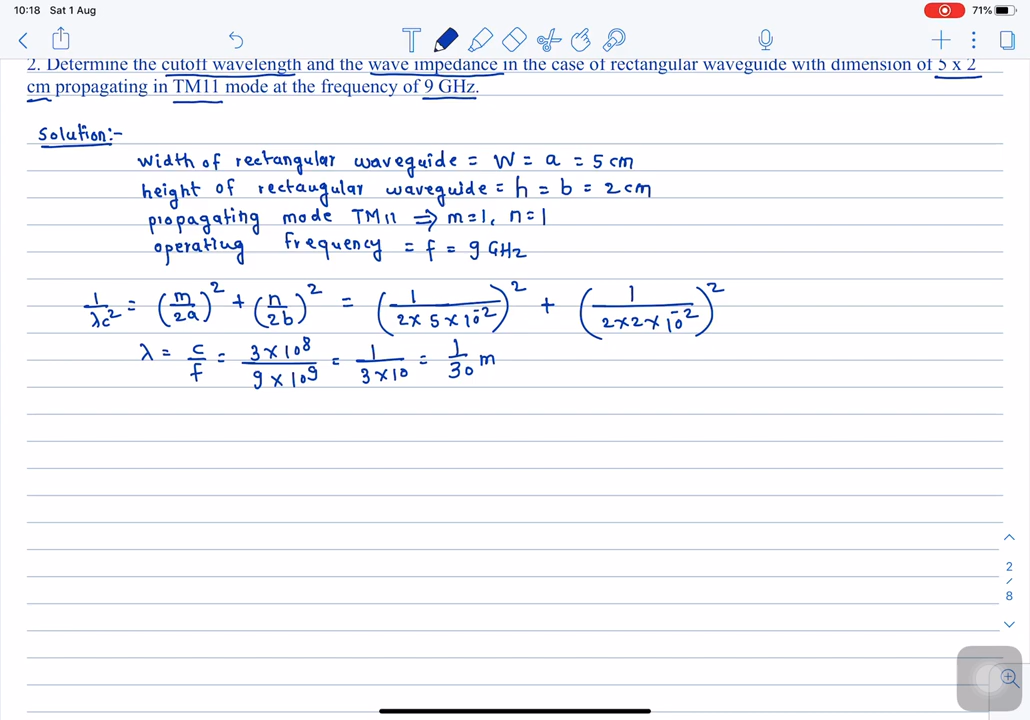 10:18 Sat 1 Aug
71%
2. Determine the cutoff wavelength and the wave impedance in the case of rectangular waveguide with dimension of 5 x 2
cm propagating in TM11 mode at the frequency of 9 GHz.
Solution:-
width of rectangular waveguide = W = a = 5 cm
height of rectangular waveguide = h = b = 2 cm
propagating mode TM11 ⇒ m=1, n=1
operating frequency = f = 9 GHz
1/λc² = (m/2a)² + (n/2b)² = (1/(2×5×10⁻²))² + (1/(2×2×10⁻²))²
λ = c/f = (3×10⁸)/(9×10⁹) = 1/(3×10) = 1/30 m
2
/
8